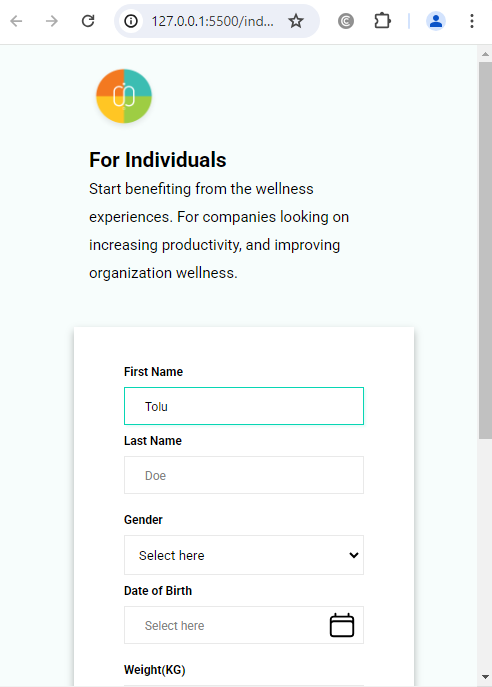 127.0.0.1:5500/ind...
For Individuals
Start benefiting from the wellness
experiences. For companies looking on
increasing productivity, and improving
organization wellness.
First Name
Tolu
Last Name
Doe
Gender
Select here
Date of Birth
Select here
Weight(KG)